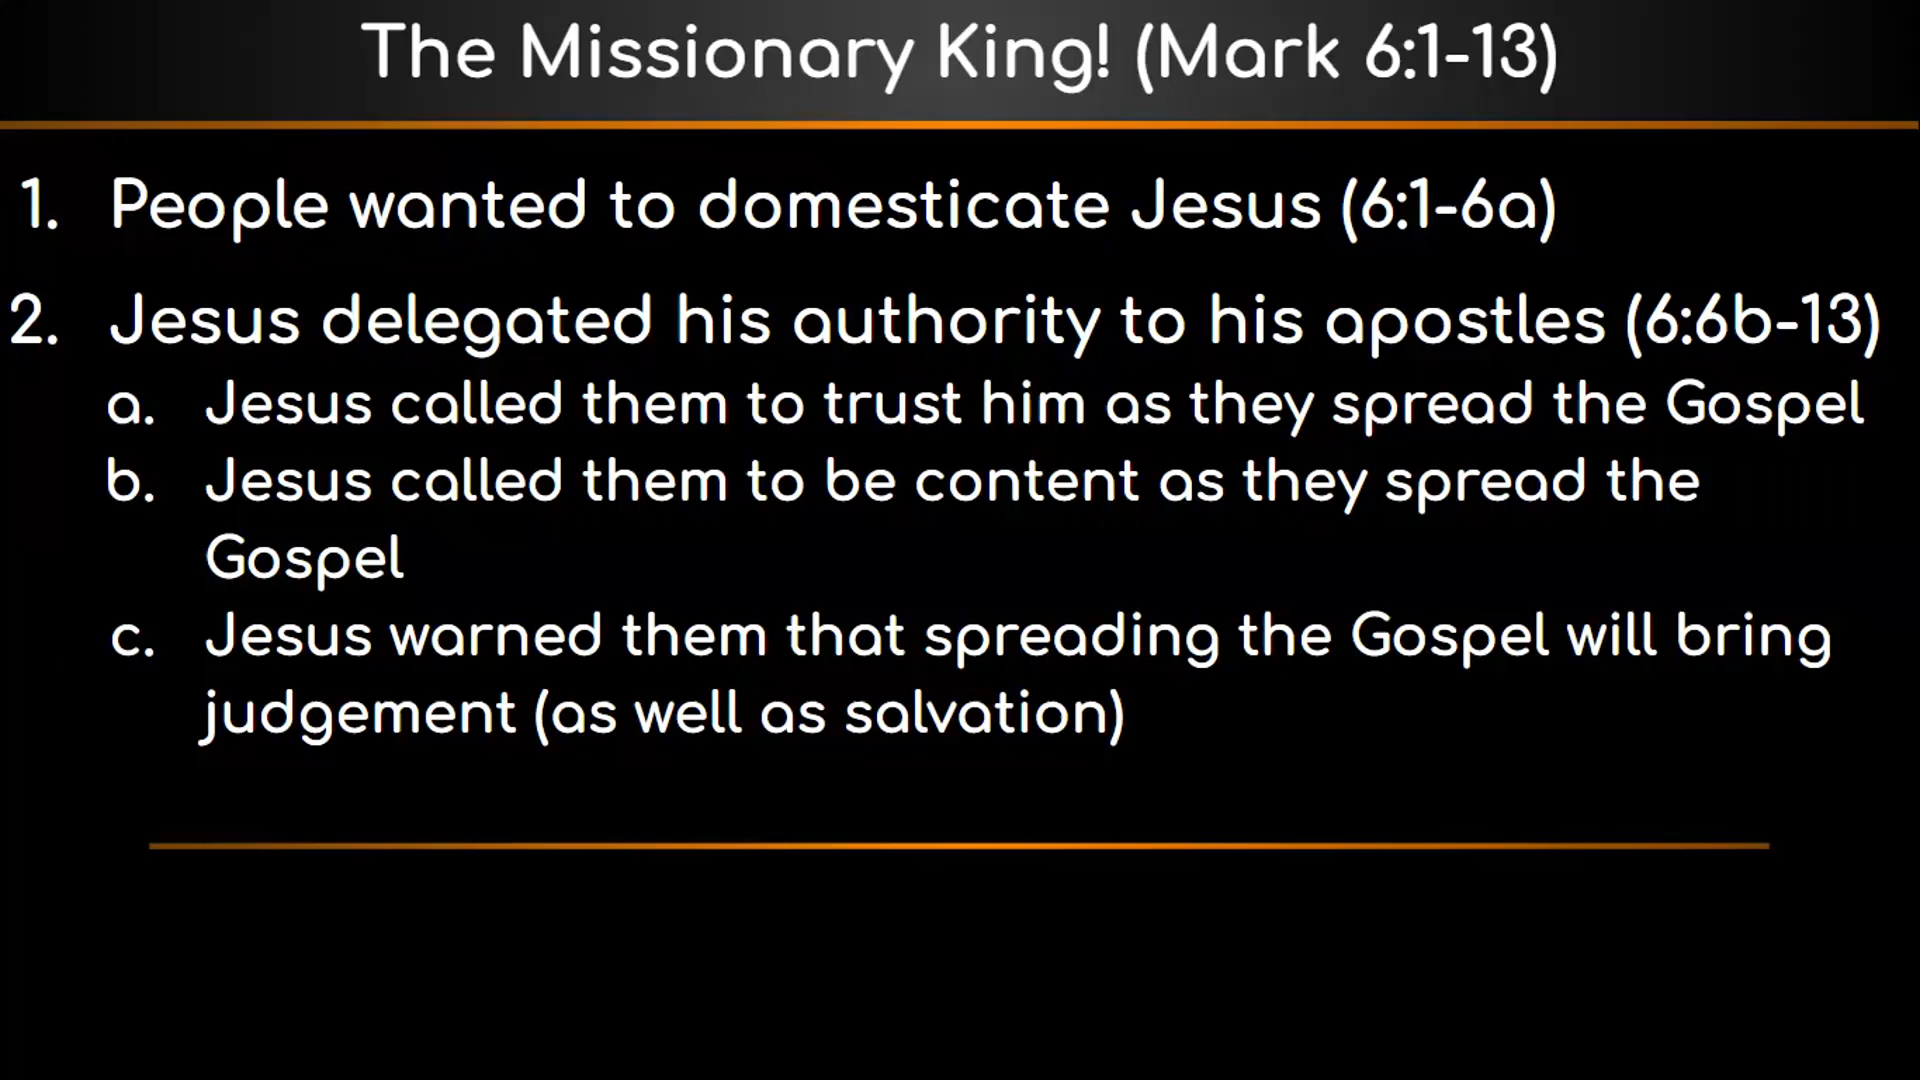 The Missionary King! (Mark 6:1-13)
1. People wanted to domesticate Jesus (6:1-6a)
2. Jesus delegated his authority to his apostles (6:6b-13)
a. Jesus called them to trust him as they spread the Gospel
b. Jesus called them to be content as they spread the
Gospel
c. Jesus warned them that spreading the Gospel will bring
judgement (as well as salvation)